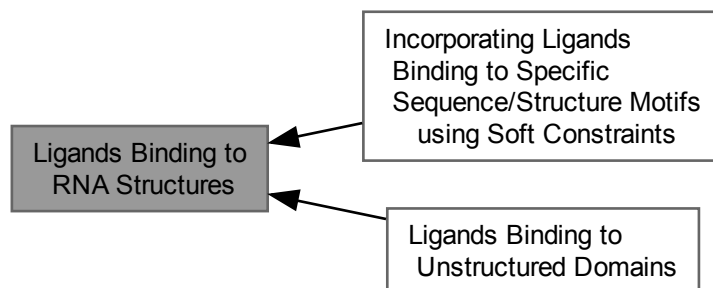 Ligands Binding to
RNA Structures
Incorporating Ligands
Binding to Specific
Sequence/Structure Motifs
using Soft Constraints
Ligands Binding to
Unstructured Domains